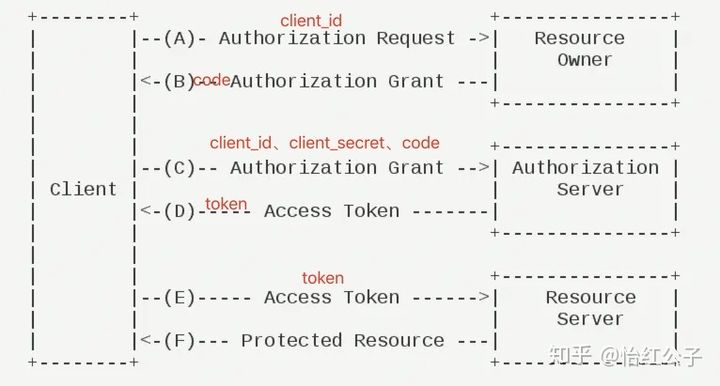 client_id
--(A)- Authorization Request ->
Resource
Owner
code
<-(B)-- Authorization Grant ---
client_id、client_secret、code
--(C)-- Authorization Grant -->
Authorization
Server
Client
token
<-(D)----- Access Token -------
token
--(E)----- Access Token ------>
Resource
Server
<-(F)--- Protected Resource ---
知乎 @怡红公子